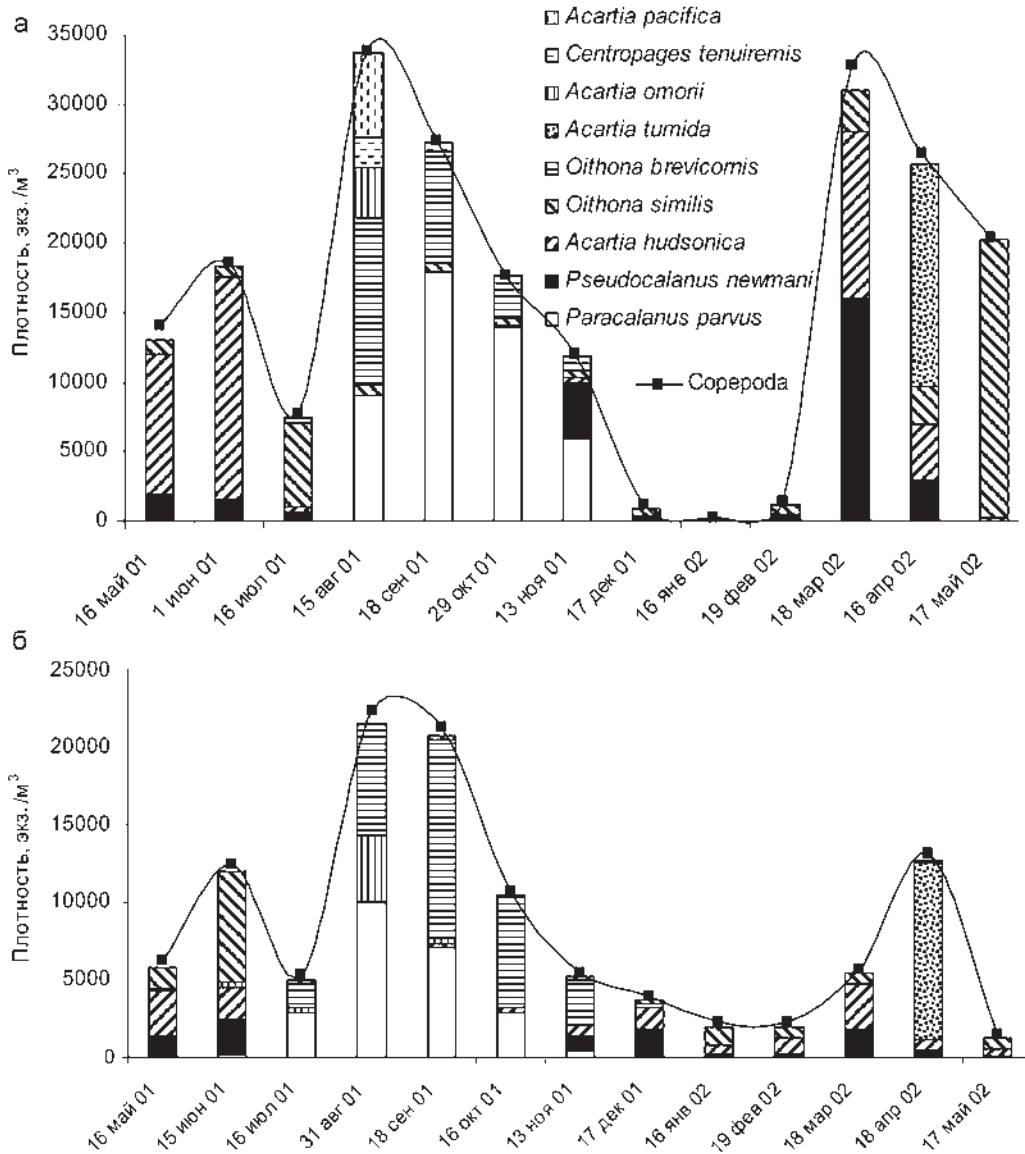 а
35000
30000
25000
20000
15000
10000
5000
0
Плотность, экз./м³
Acartia pacifica
Centropages tenuiremis
Acartia omorii
Acartia tumida
Oithona brevicornis
Oithona similis
Acartia hudsonica
Pseudocalanus newmani
Paracalanus parvus
Copepoda
16 май 01
1 июн 01
16 июл 01
15 авг 01
18 сен 01
29 окт 01
13 ноя 01
17 дек 01
16 янв 02
19 фев 02
18 мар 02
16 апр 02
17 май 02
б
25000
20000
15000
10000
5000
0
Плотность, экз./м³
16 май 01
15 июн 01
16 июл 01
31 авг 01
18 сен 01
16 окт 01
13 ноя 01
17 дек 01
18 янв 02
19 фев 02
18 мар 02
18 апр 02
17 май 02